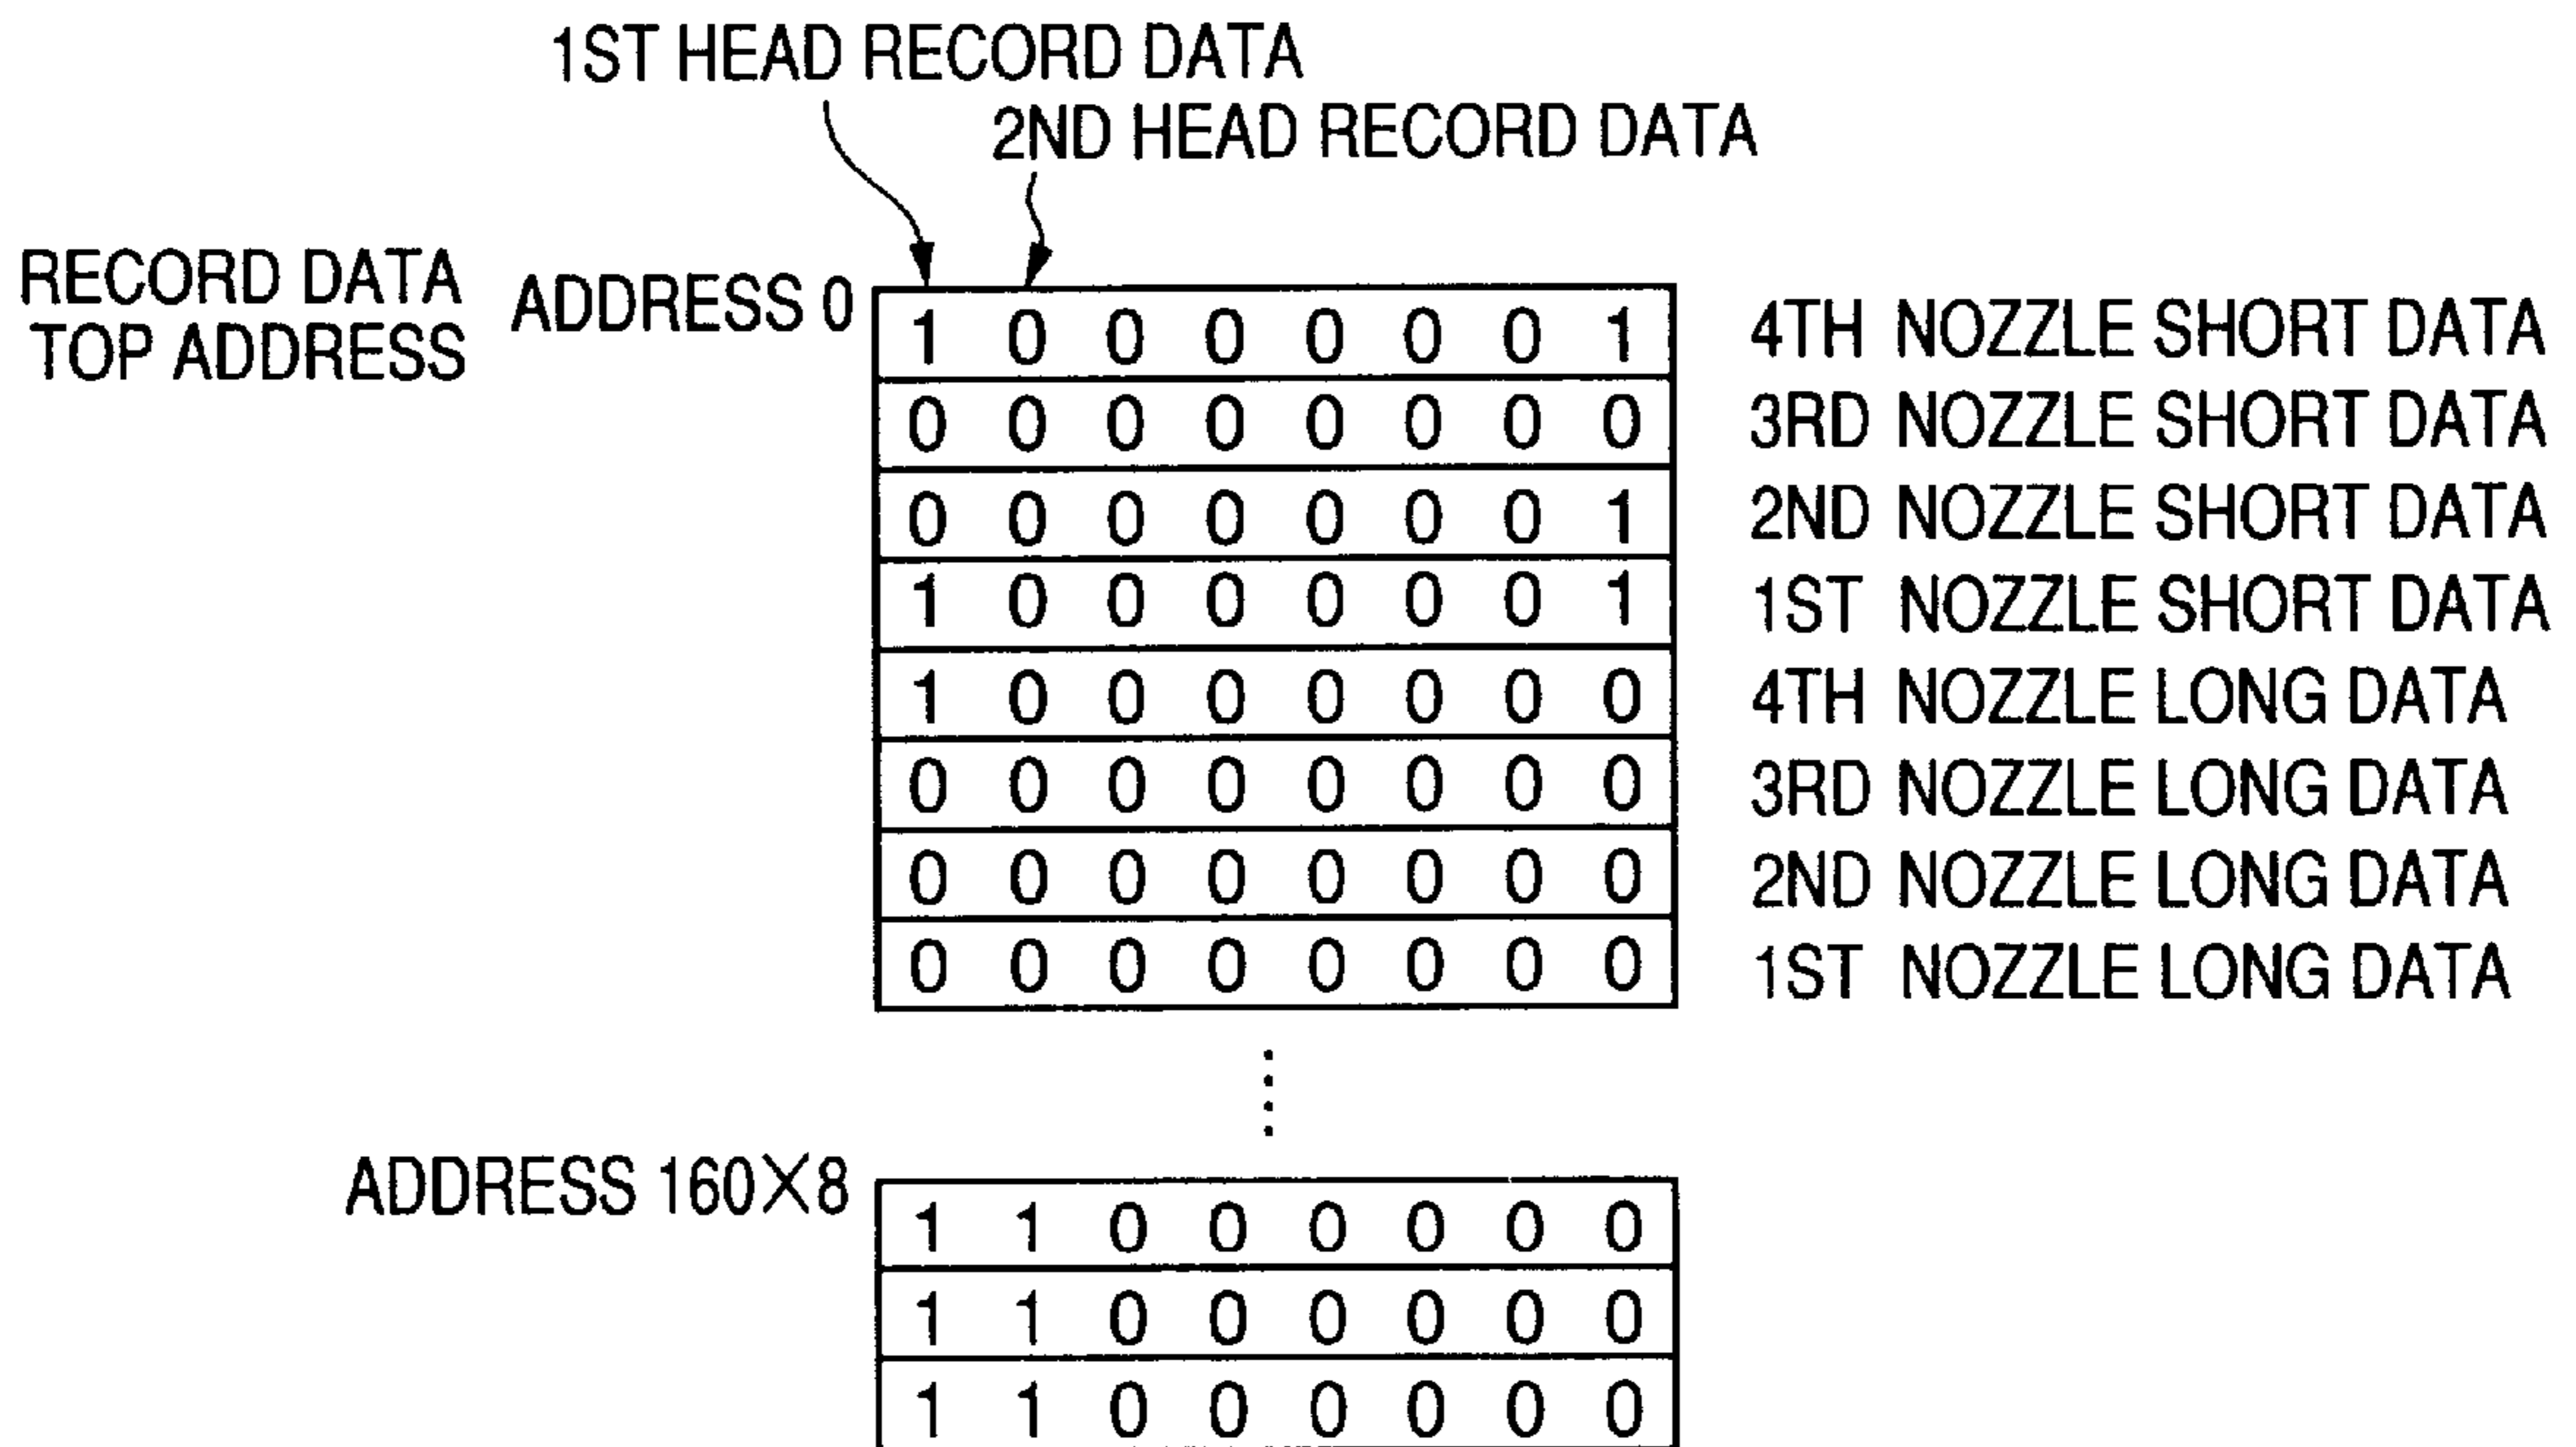 1ST HEAD RECORD DATA
2ND HEAD RECORD DATA
RECORD DATA
TOP ADDRESS
ADDRESS 0
1 0 0 0 0 0 0 1 4TH NOZZLE SHORT DATA
0 0 0 0 0 0 0 0 3RD NOZZLE SHORT DATA
0 0 0 0 0 0 0 1 2ND NOZZLE SHORT DATA
1 0 0 0 0 0 0 1 1ST NOZZLE SHORT DATA
1 0 0 0 0 0 0 0 4TH NOZZLE LONG DATA
0 0 0 0 0 0 0 0 3RD NOZZLE LONG DATA
0 0 0 0 0 0 0 0 2ND NOZZLE LONG DATA
0 0 0 0 0 0 0 0 1ST NOZZLE LONG DATA
ADDRESS 160×8
1 1 0 0 0 0 0 0
1 1 0 0 0 0 0 0
1 1 0 0 0 0 0 0